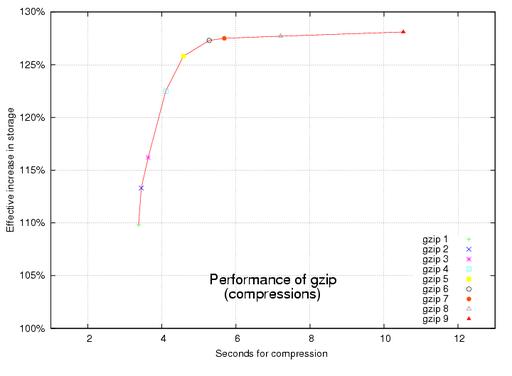 130%
125%
120%
115%
110%
105%
100%
Effective increase in storage
Performance of gzip
(compressions)
gzip 1
gzip 2
gzip 3
gzip 4
gzip 5
gzip 6
gzip 7
gzip 8
gzip 9
2 4 6 8 10 12
Seconds for compression